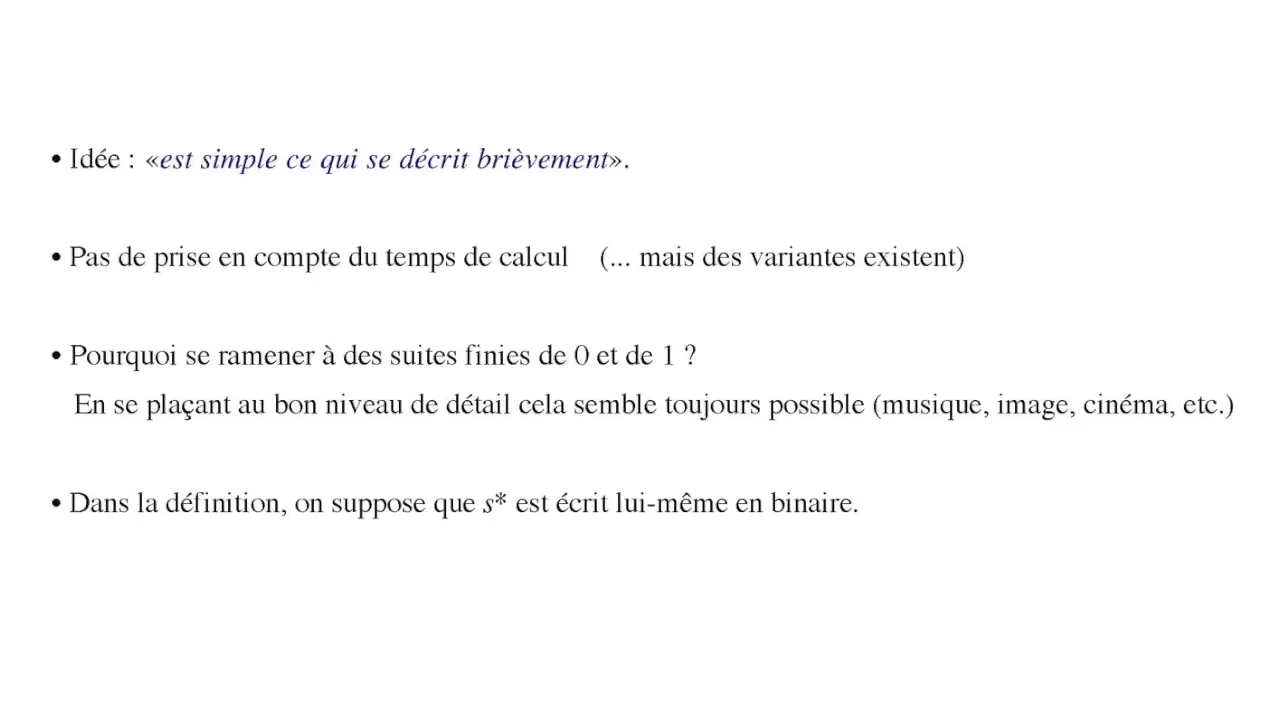 • Idée : «est simple ce qui se décrit brièvement».
• Pas de prise en compte du temps de calcul (... mais des variantes existent)
• Pourquoi se ramener à des suites finies de 0 et de 1 ?
En se plaçant au bon niveau de détail cela semble toujours possible (musique, image, cinéma, etc.)
• Dans la définition, on suppose que s* est écrit lui-même en binaire.